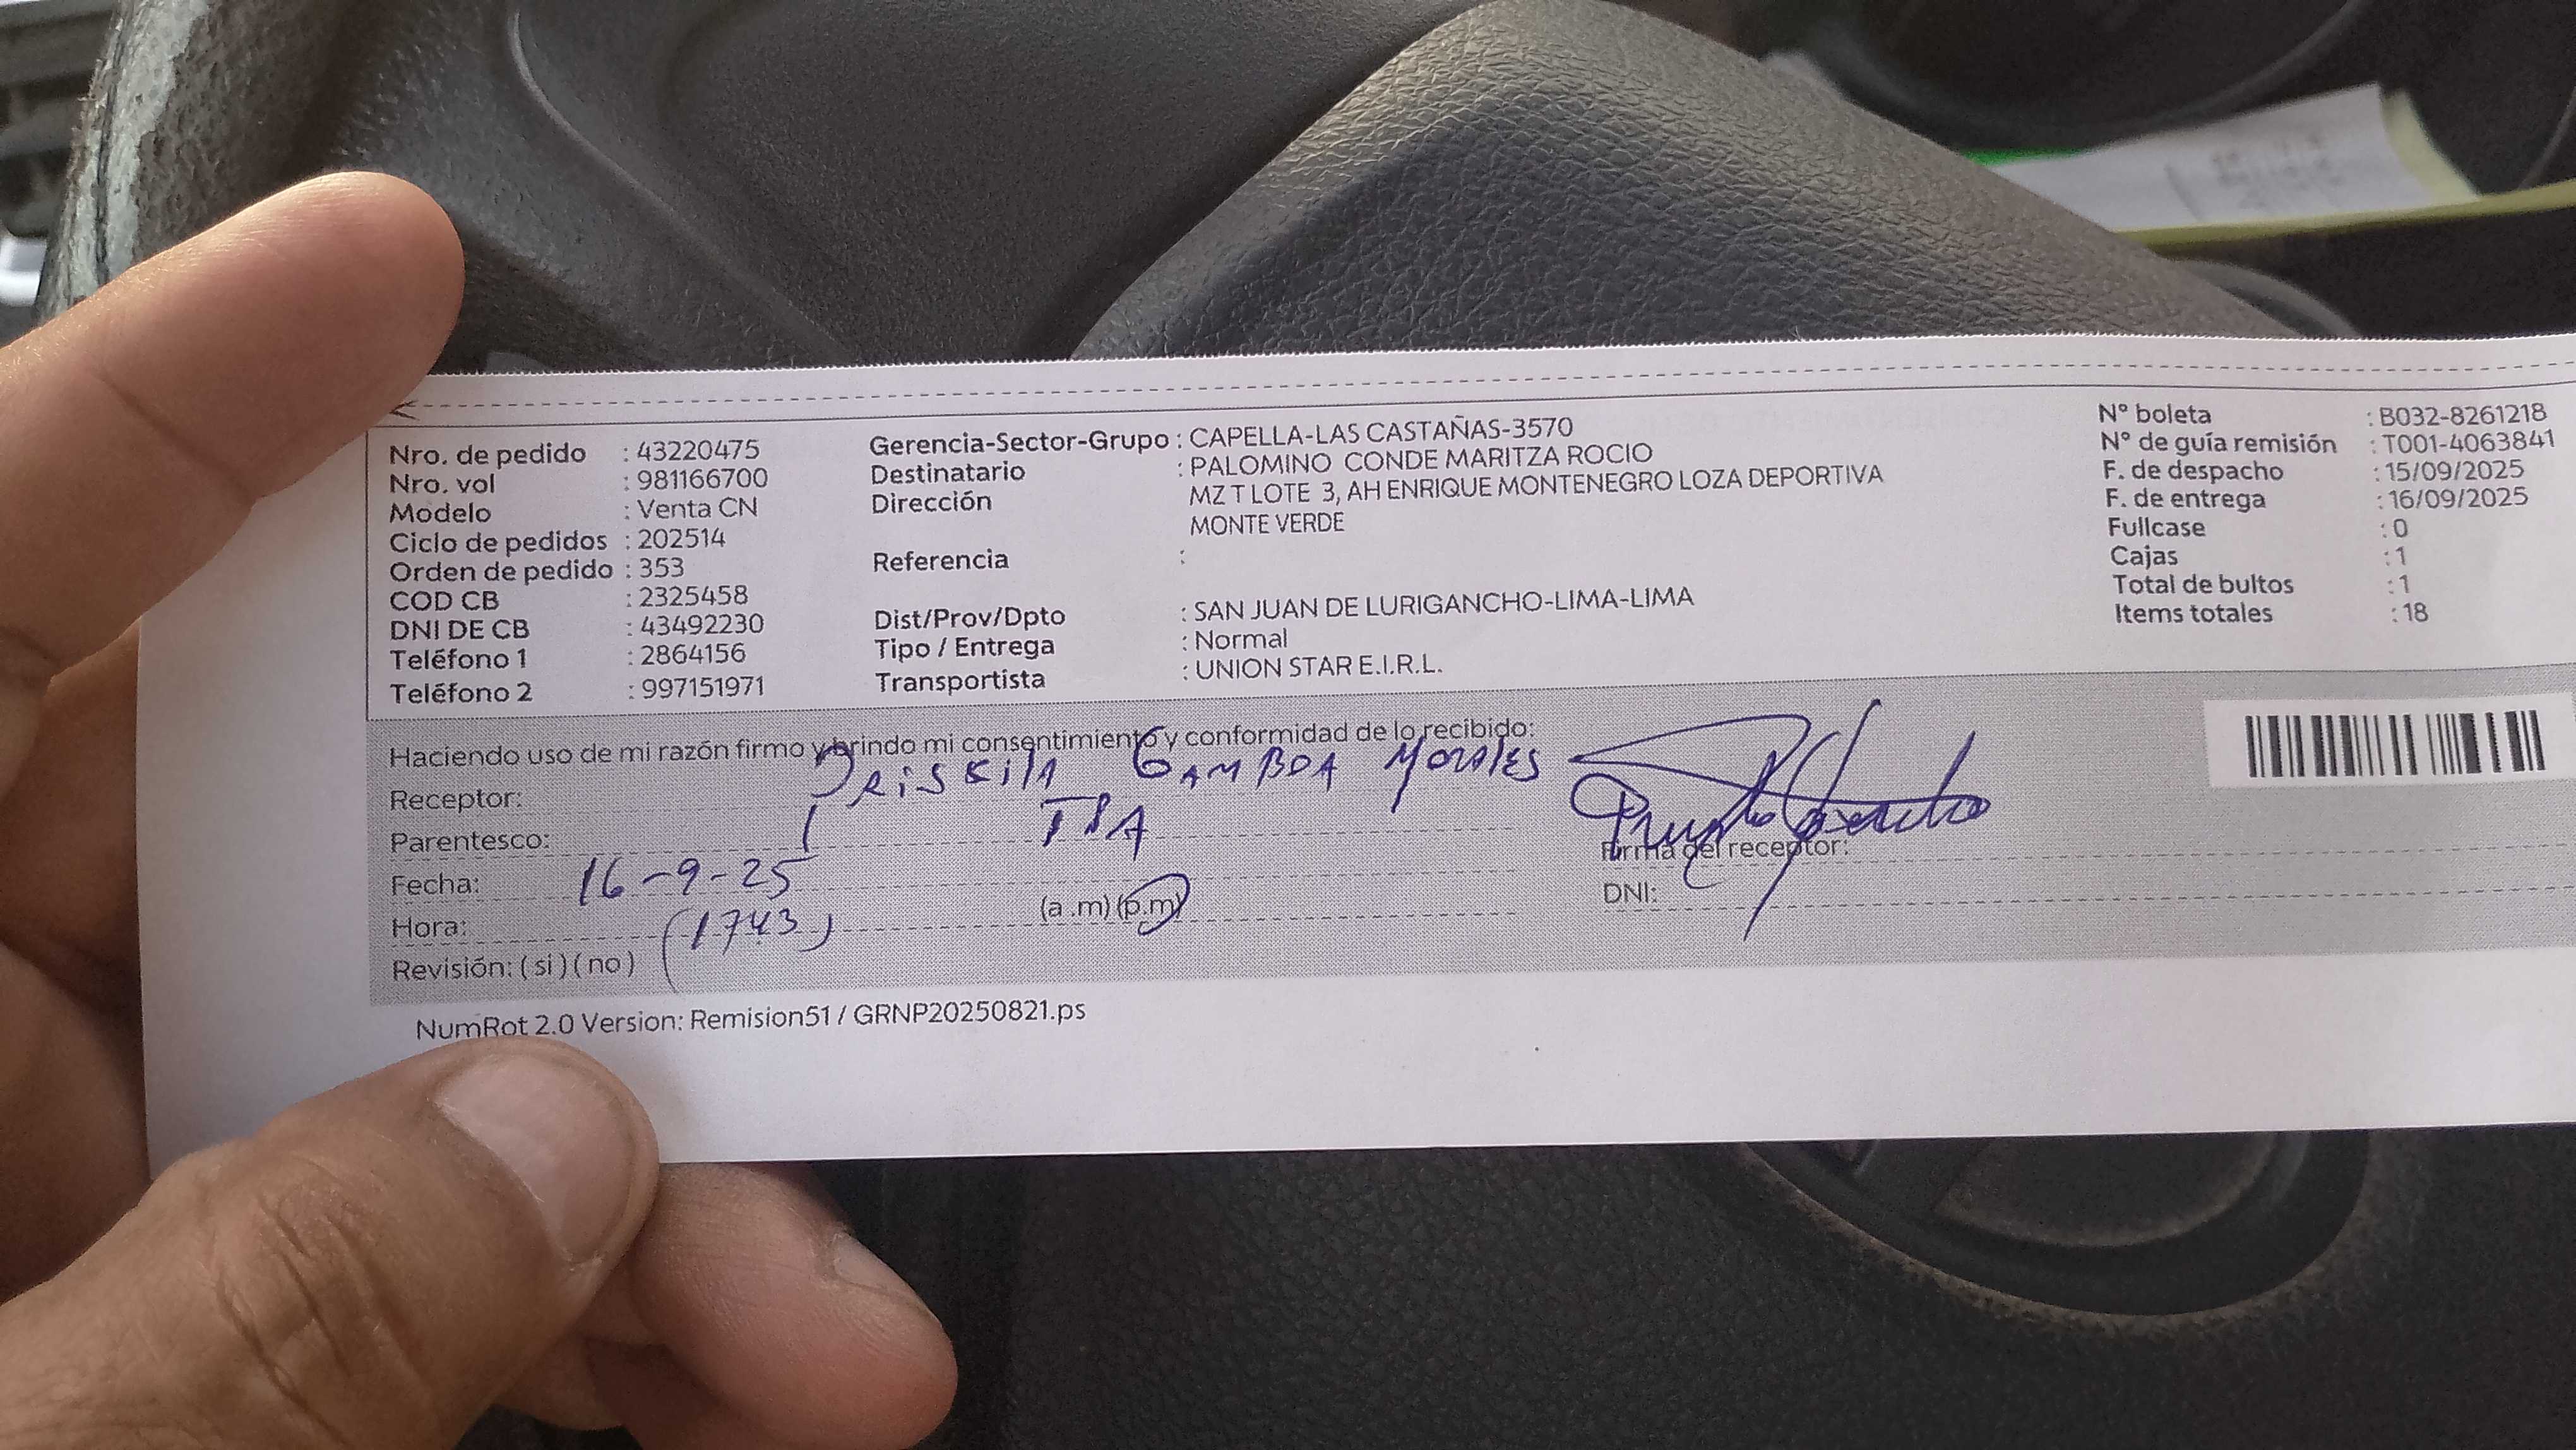 Nro. de pedido : 43220475
Nro. vol : 981166700
Modelo : Venta CN
Ciclo de pedidos : 202514
Orden de pedido : 353
COD CB : 2325458
DNI DE CB : 43492230
Teléfono 1 : 2864156
Teléfono 2 : 997151971
Gerencia-Sector-Grupo : CAPELLA-LAS CASTAÑAS-3570
Destinatario : PALOMINO CONDE MARITZA ROCIO
Dirección MZ T LOTE 3, AH ENRIQUE MONTENEGRO LOZA DEPORTIVA
MONTE VERDE
Referencia :
Dist/Prov/Dpto : SAN JUAN DE LURIGANCHO-LIMA-LIMA
Tipo / Entrega : Normal
Transportista : UNION STAR E.I.R.L.
N° boleta : B032-8261218
N° de guía remisión : T001-4063841
F. de despacho : 15/09/2025
F. de entrega : 16/09/2025
Fullcase : 0
Cajas : 1
Total de bultos : 1
Items totales : 18
Haciendo uso de mi razón firmo y brindo mi consentimiento y conformidad de lo recibido:
Receptor: GAMBOA MORALES
Parentesco:
Fecha: 16-9-25
Hora: (1743) (a .m) (p.m)
Revisión: ( si ) ( no )
Firma del receptor:
DNI:
NumRot 2.0 Version: Remision51 / GRNP20250821.ps